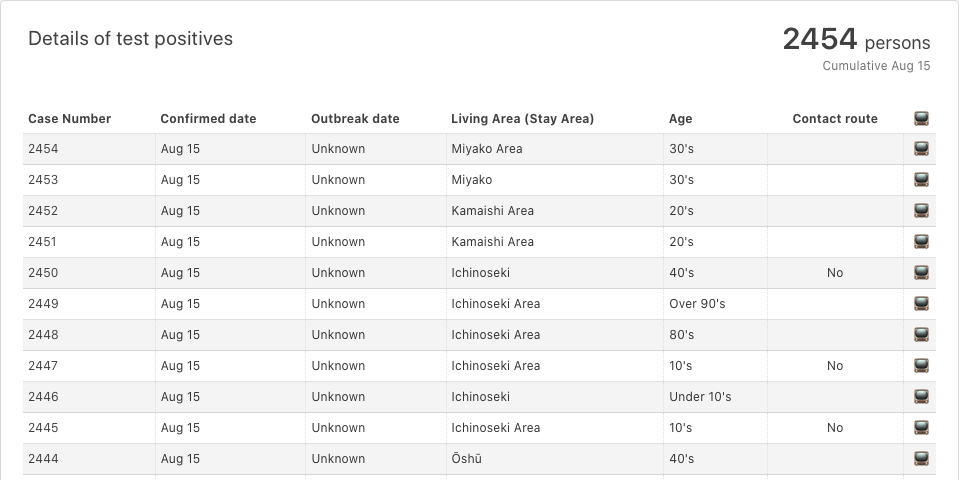 Details of test positives
2454 persons
Cumulative Aug 15
Case Number Confirmed date Outbreak date Living Area (Stay Area) Age Contact route
2454 Aug 15 Unknown Miyako Area 30's
2453 Aug 15 Unknown Miyako 30's
2452 Aug 15 Unknown Kamaishi Area 20's
2451 Aug 15 Unknown Kamaishi Area 20's
2450 Aug 15 Unknown Ichinoseki 40's No
2449 Aug 15 Unknown Ichinoseki Area Over 90's
2448 Aug 15 Unknown Ichinoseki Area 80's
2447 Aug 15 Unknown Ichinoseki Area 10's No
2446 Aug 15 Unknown Ichinoseki Under 10's
2445 Aug 15 Unknown Ichinoseki Area 10's No
2444 Aug 15 Unknown Ōshū 40's